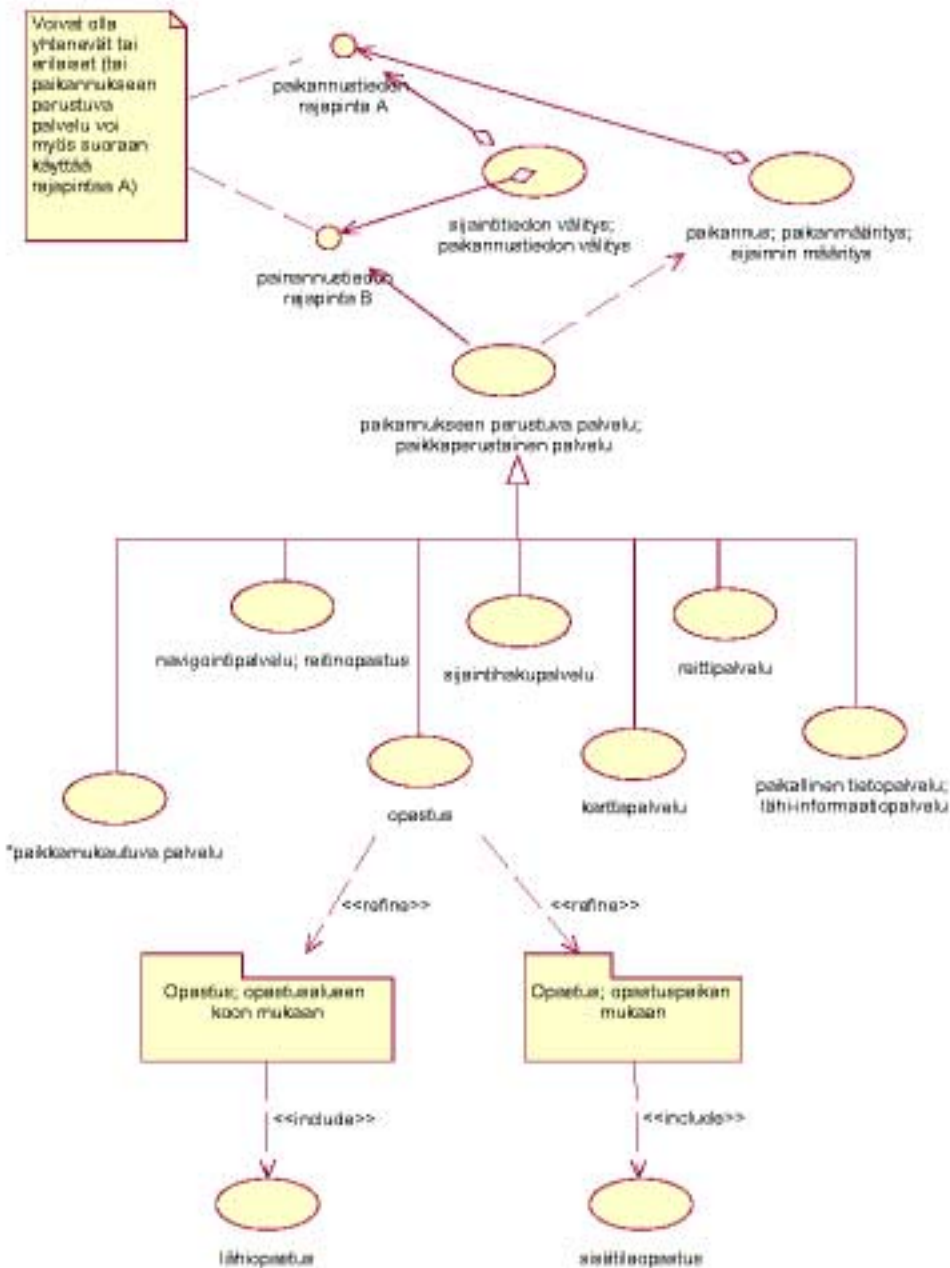 Voivat olla
yhtenevät tai
erilaiset (tai
paikannukseen
perustuva
palvelu voi
myös suoraan
käyttää
rajapintaa A)
paikannustiedon
rajapinta A
sijaintitiedon välitys;
paikannustiedon välitys
paikannus; paikanmääritys;
sijainnin määritys
paikannustiedon
rajapinta B
paikannukseen perustuva palvelu;
paikkaperustainen palvelu
navigointipalvelu; reitinopastus
sijaintihakupalvelu
reittipalvelu
*paikkamukautuva palvelu
opastus
karttapalvelu
paikallinen tietopalvelu;
lähi-informaatiopalvelu
<<refine>>
<<refine>>
Opastus; opastusalueen
koon mukaan
Opastus; opastuspaikan
mukaan
<<include>>
<<include>>
lähiopastus
sisätilaopastus